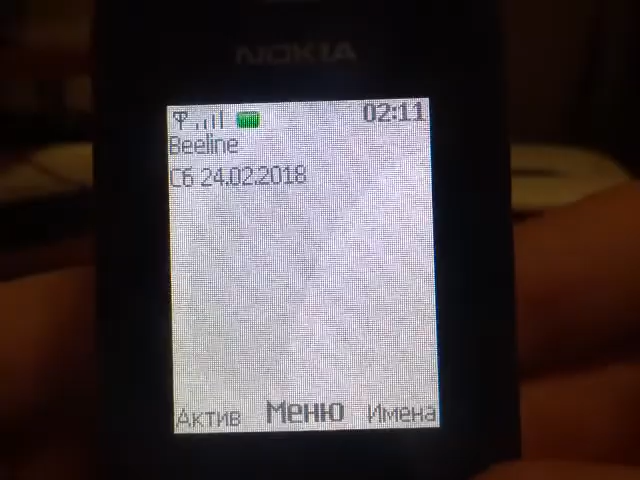 NOKIA
02:11
Beeline
Сб 24.02.2018
Актив Меню Имена